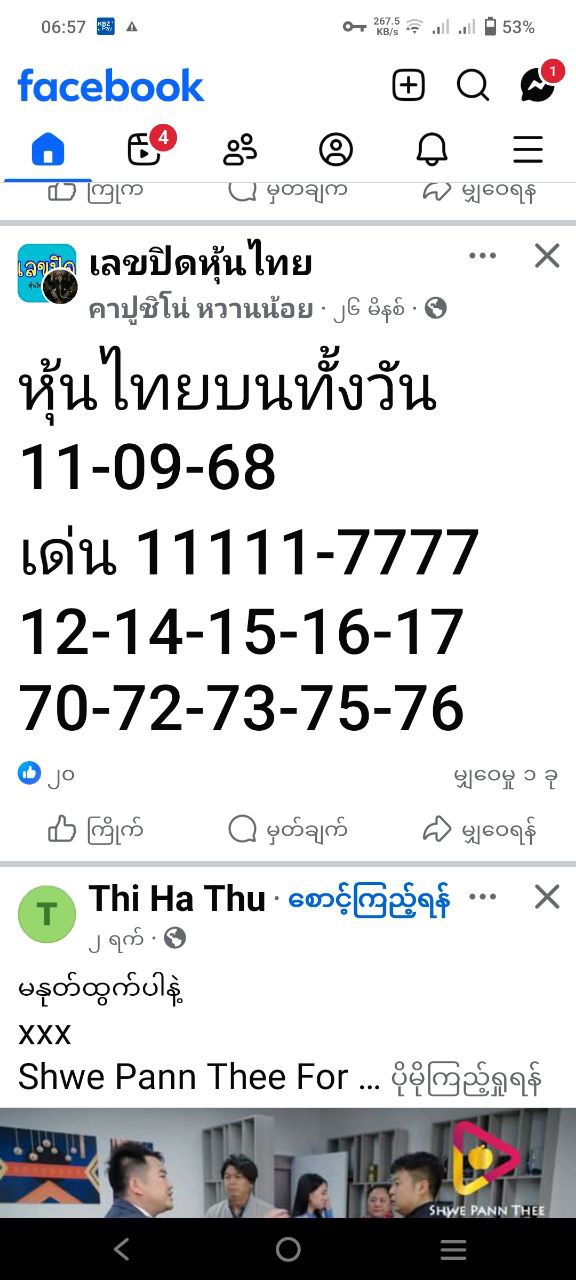 06:57
267.5
KB/s
53%
facebook
1
4
ကြိုက်
မှတ်ချက်
မျှဝေရန်
เลขปิดหุ้นไทย
คาปูชิโน่ หวานน้อย · ၂၆ မိနစ် ·
หุ้นไทยบนทั้งวัน
11-09-68
เด่น 11111-7777
12-14-15-16-17
70-72-73-75-76
၂၀
မျှဝေမှု ၁ ခု
ကြိုက်
မှတ်ချက်
မျှဝေရန်
T
Thi Ha Thu · စောင့်ကြည့်ရန်
၂ ရက် ·
မနုတ်ထွက်ပါနဲ့
xxx
Shwe Pann Thee For ... ပိုမိုကြည့်ရှုရန်
SHWE PANN THEE